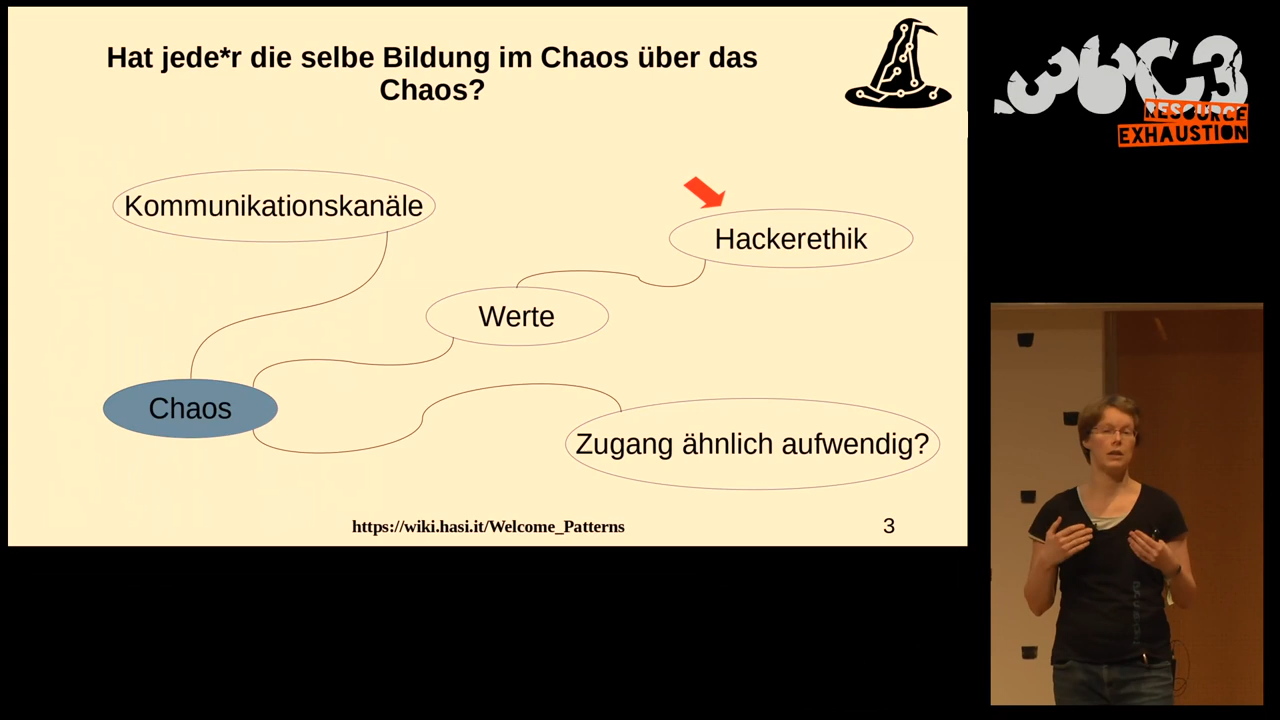 Hat jede*r die selbe Bildung im Chaos über das
Chaos?
Kommunikationskanäle
Hackerethik
Werte
Chaos
Zugang ähnlich aufwendig?
https://wiki.hasi.it/Welcome_Patterns
3
36C3
RESOURCE
EXHAUSTION